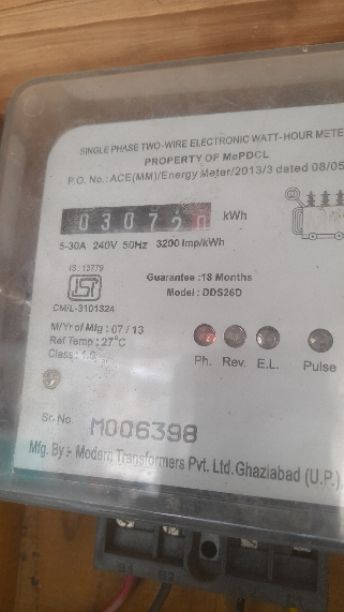 SINGLE PHASE TWO-WIRE ELECTRONIC WATT-HOUR METE
PROPERTY OF MePDCL
P.O. No.: ACE(MM)/Energy Meter/2013/3 dated 08/05
030720 kWh
5-30A 240V 50Hz 3200 Imp/kWh
IS : 13779
Guarantee : 18 Months
Model : DDS26D
ISI
CM/L-3101324
M/Yr of Mfg : 07 / 13
Ref Temp : 27°C
Class : 1.0
Ph. Rev. E.L. Pulse
Sr. No. M006398
Mfg. By :- Modern Transformers Pvt. Ltd. Ghaziabad (U.P.)